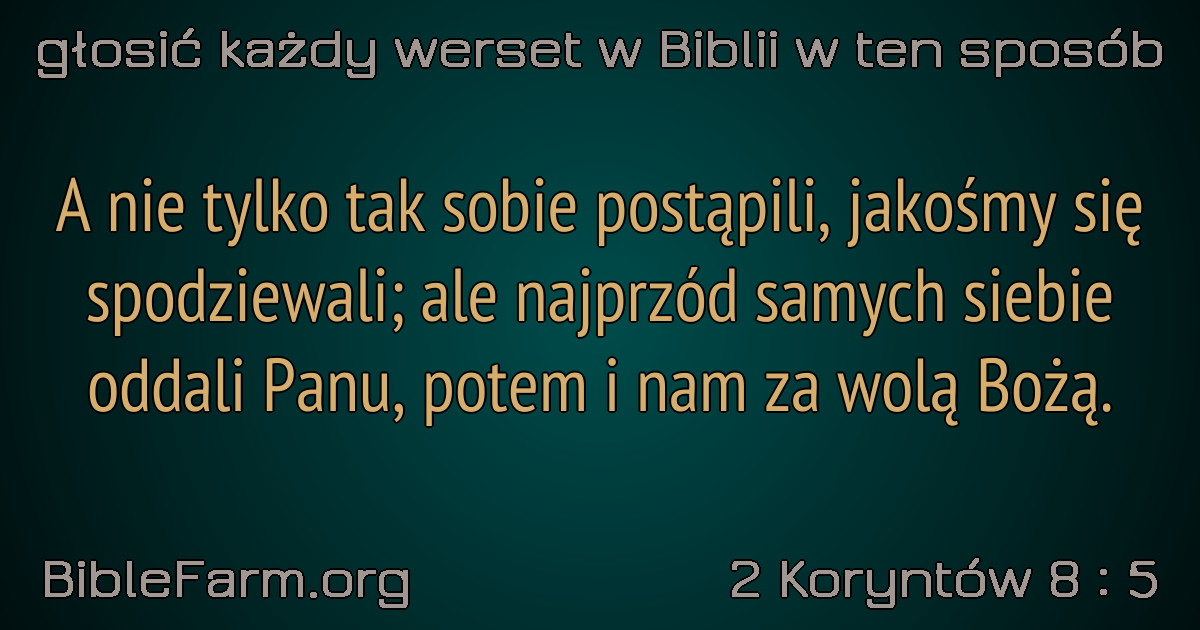 głosić każdy werset w Biblii w ten sposób
A nie tylko tak sobie postąpili, jakośmy się
spodziewali; ale najprzód samych siebie
oddali Panu, potem i nam za wolą Bożą.
BibleFarm.org
2 Koryntów 8 : 5